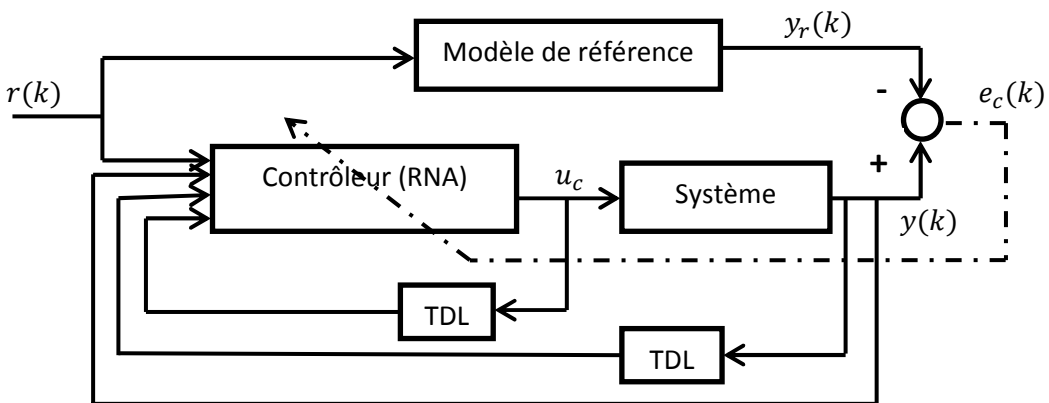 y_r(k)
Modèle de référence
r(k)
-
e_c(k)
Contrôleur (RNA)
u_c
Système
+
y(k)
TDL
TDL